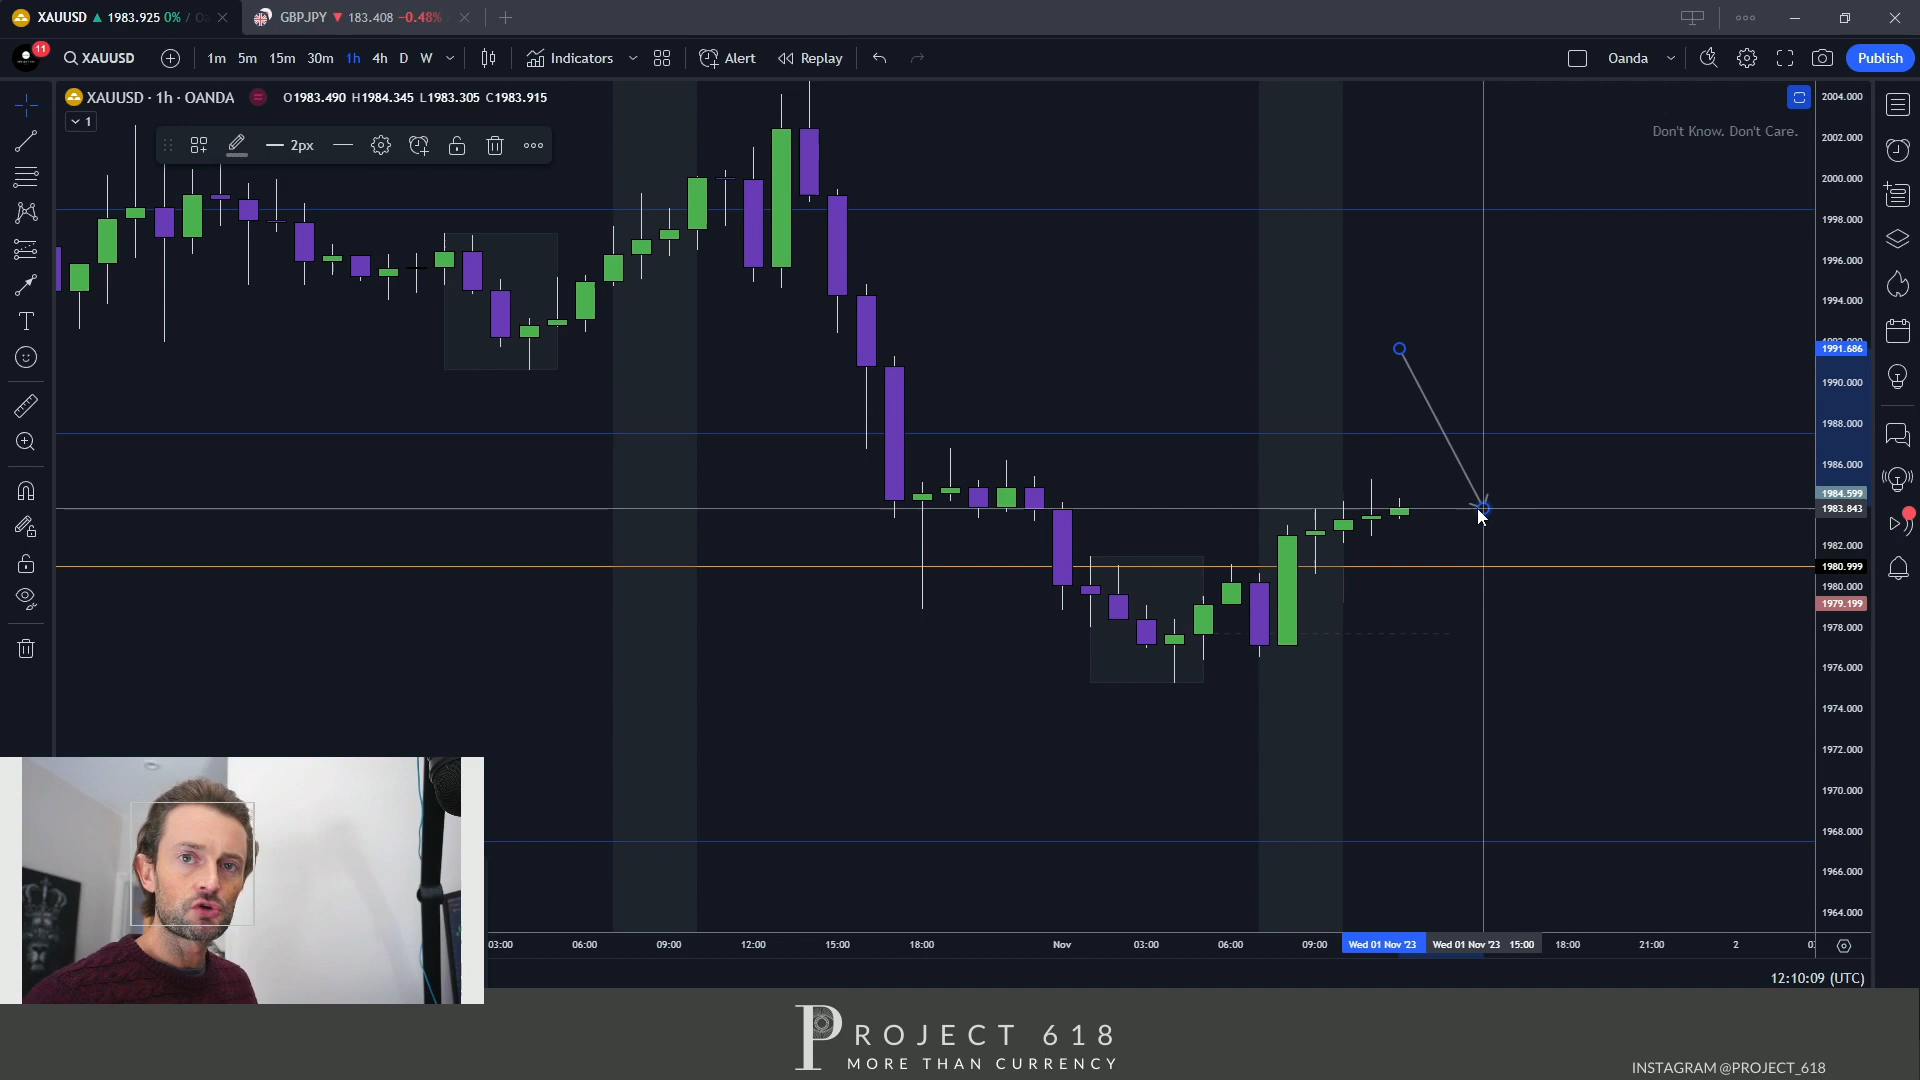 XAUUSD ▲ 1983.925 0% /
GBPJPY ▼ 183.408 −0.48%
11
XAUUSD
1m 5m 15m 30m 1h 4h D W
Indicators
Alert
Replay
Oanda
Publish
XAUUSD · 1h · OANDA
O1983.490 H1984.345 L1983.305 C1983.915
1
2px
Don't Know. Don't Care.
2004.000
2002.000
2000.000
1998.000
1996.000
1994.000
1991.686
1990.000
1988.000
1986.000
1984.599
1983.843
1982.000
1980.999
1980.000
1979.199
1978.000
1976.000
1974.000
1972.000
1970.000
1968.000
1966.000
1964.000
03:00 06:00 09:00 12:00 15:00 18:00 Nov 03:00 06:00 09:00 Wed 01 Nov '23 Wed 01 Nov '23 15:00 18:00 21:00 2
12:10:09 (UTC)
PROJECT 618
MORE THAN CURRENCY
INSTAGRAM @PROJECT_618